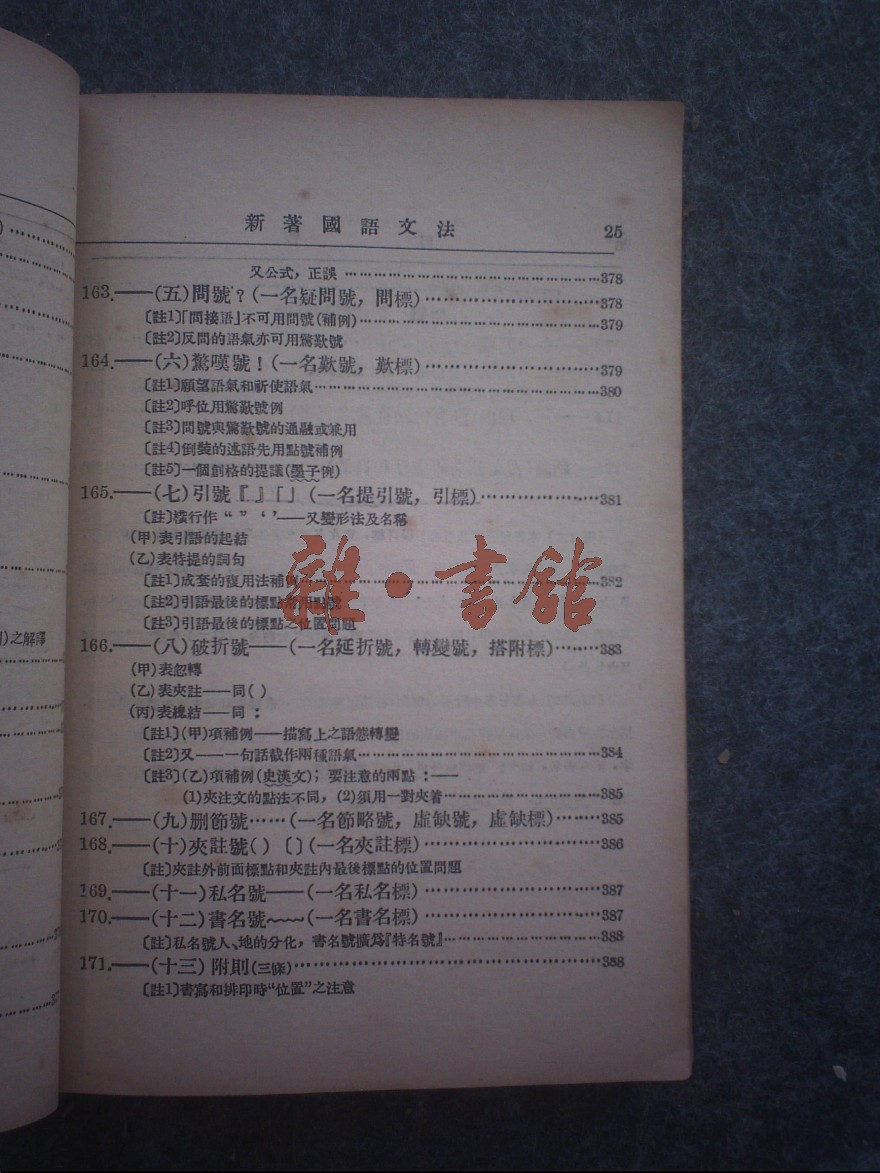 新著國語文法 25
又公式，正誤 ……………………………………378
163.——(五)問號？(一名疑問號，問標)……………………378
〔註1〕「間接語」不可用問號(補例)……………………………379
〔註2〕反問的語氣亦可用驚歎號
164.——(六)驚嘆號！(一名歎號，歎標)……………………379
〔註1〕願望語氣和祈使語氣……………………………………380
〔註2〕呼位用驚歎號例
〔註3〕問號與驚歎號的通融或兼用
〔註4〕倒裝的述語先用點號補例
〔註5〕一個創格的提議(墨子例)
165.——(七)引號『』「」(一名提引號，引標)………………381
〔註〕橫行作“ ”‘ ’——又變形法及名稱
(甲)表引語的起結
(乙)表特提的詞句
〔註1〕成套的複用法補例……………………………………382
〔註2〕引語最後的標點常用點號
〔註3〕引語最後的標點之位置問題
166.——(八)破折號——(一名延折號，轉變號，搭附標)………383
(甲)表忽轉
(乙)表夾註——同( )
(丙)表總結——同：
〔註1〕(甲)項補例——描寫上之語態轉變
〔註2〕又——一句話截作兩種語氣……………………………384
〔註3〕(乙)項補例(史漢文)；要注意的兩點：——
(1)夾注文的點法不同，(2)須用一對夾着…………………385
167.——(九)刪節號……(一名節略號，虛缺號，虛缺標)………385
168.——(十)夾註號( )〔〕(一名夾註標)……………………386
〔註〕夾註外前面標點和夾註內最後標點的位置問題
169.——(十一)私名號——(一名私名標)……………………387
170.——(十二)書名號﹏﹏(一名書名標)……………………387
〔註〕私名號人、地的分化，書名號擴爲『特名號』………………388
171.——(十三)附則(三條)……………………………………388
〔註1〕書寫和排印時“位置”之注意
)之解釋
雜·書館